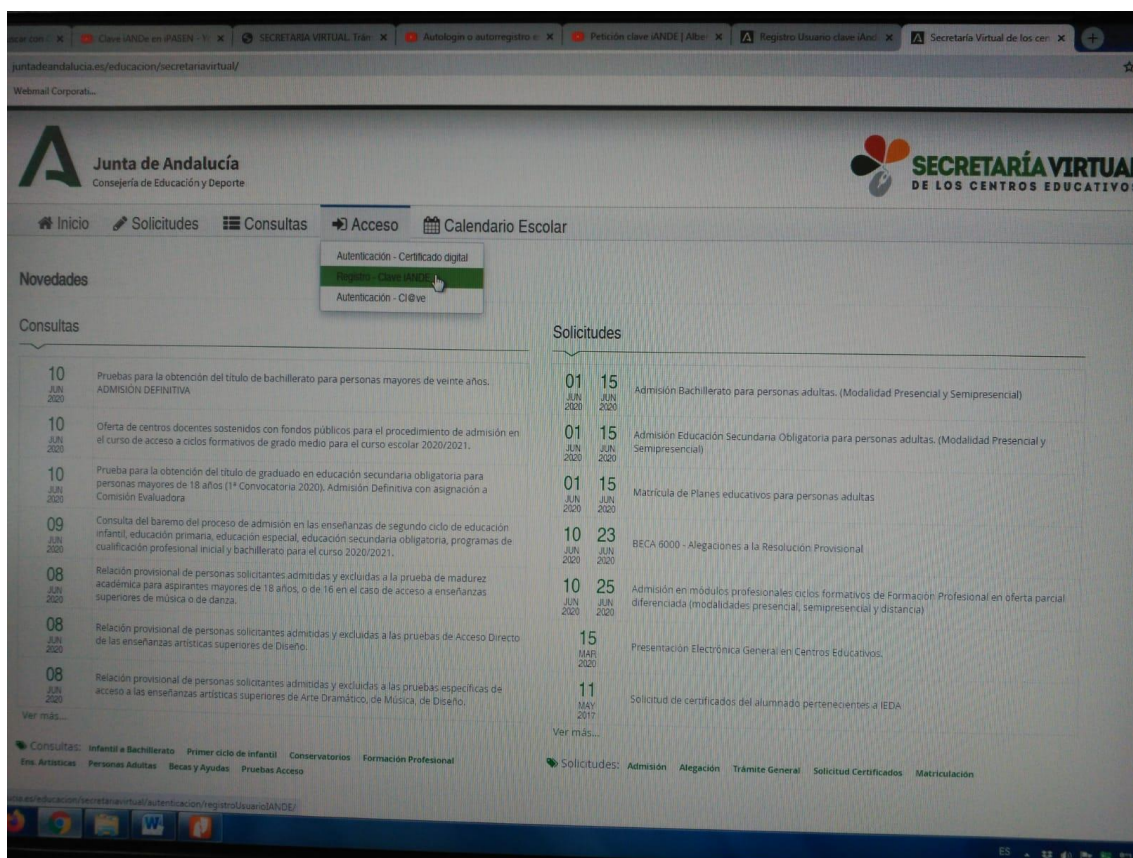 Clave iANDe en iPASEN - Y
SECRETARIA VIRTUAL. Trám
Autologin o autorregistro e
Petición clave iANDE | Albe
Registro Usuario clave iAnd
Secretaría Virtual de los cen
juntadeandalucia.es/educacion/secretariavirtual/
Webmail Corporati...
Junta de Andalucía
Consejería de Educación y Deporte
SECRETARÍA VIRTUAL
DE LOS CENTROS EDUCATIVOS
Inicio Solicitudes Consultas Acceso Calendario Escolar
Autenticación - Certificado digital
Registro - Clave iANDE
Autenticación - Cl@ve
Novedades
Consultas
10
JUN
2020
Pruebas para la obtención del título de bachillerato para personas mayores de veinte años.
ADMISIÓN DEFINITIVA
10
JUN
2020
Oferta de centros docentes sostenidos con fondos públicos para el procedimiento de admisión en
el curso de acceso a ciclos formativos de grado medio para el curso escolar 2020/2021.
10
JUN
2020
Prueba para la obtención del título de graduado en educación secundaria obligatoria para
personas mayores de 18 años (1ª Convocatoria 2020). Admisión Definitiva con asignación a
Comisión Evaluadora
09
JUN
2020
Consulta del baremo del proceso de admisión en las enseñanzas de segundo ciclo de educación
infantil, educación primaria, educación especial, educación secundaria obligatoria, programas de
cualificación profesional inicial y bachillerato para el curso 2020/2021.
08
JUN
2020
Relación provisional de personas solicitantes admitidas y excluidas a la prueba de madurez
académica para aspirantes mayores de 18 años, o de 16 en el caso de acceso a enseñanzas
superiores de música o de danza.
08
JUN
2020
Relación provisional de personas solicitantes admitidas y excluidas a las pruebas de Acceso Directo
de las enseñanzas artísticas superiores de Diseño.
08
JUN
2020
Relación provisional de personas solicitantes admitidas y excluidas a las pruebas específicas de
acceso a las enseñanzas artísticas superiores de Arte Dramático, de Música, de Diseño.
Ver más...
Consultas: Infantil a Bachillerato Primer ciclo de infantil Conservatorios Formación Profesional
Ens. Artísticas Personas Adultas Becas y Ayudas Pruebas Acceso
Solicitudes
01 15
JUN JUN
2020 2020
Admisión Bachillerato para personas adultas. (Modalidad Presencial y Semipresencial)
01 15
JUN JUN
2020 2020
Admisión Educación Secundaria Obligatoria para personas adultas. (Modalidad Presencial y
Semipresencial)
01 15
JUN JUN
2020 2020
Matrícula de Planes educativos para personas adultas
10 23
JUN JUN
2020 2020
BECA 6000 - Alegaciones a la Resolución Provisional
10 25
JUN JUN
2020 2020
Admisión en módulos profesionales ciclos formativos de Formación Profesional en oferta parcial
diferenciada (modalidades presencial, semipresencial y distancia)
15
MAR
2020
Presentación Electrónica General en Centros Educativos.
11
MAY
2017
Solicitud de certificados del alumnado pertenecientes a IEDA
Ver más...
Solicitudes: Admisión Alegación Trámite General Solicitud Certificados Matriculación
ucia.es/educacion/secretariavirtual/autenticacion/registroUsuarioIANDE/
ES